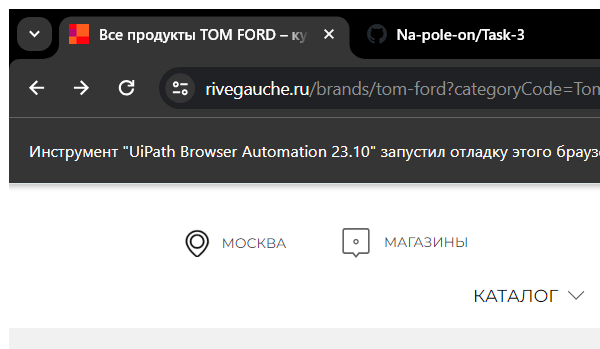 Все продукты TOM FORD – ку Na-pole-on/Task-3
rivegauche.ru/brands/tom-ford?categoryCode=Tom
Инструмент "UiPath Browser Automation 23.10" запустил отладку этого брауз
МОСКВА МАГАЗИНЫ
КАТАЛОГ